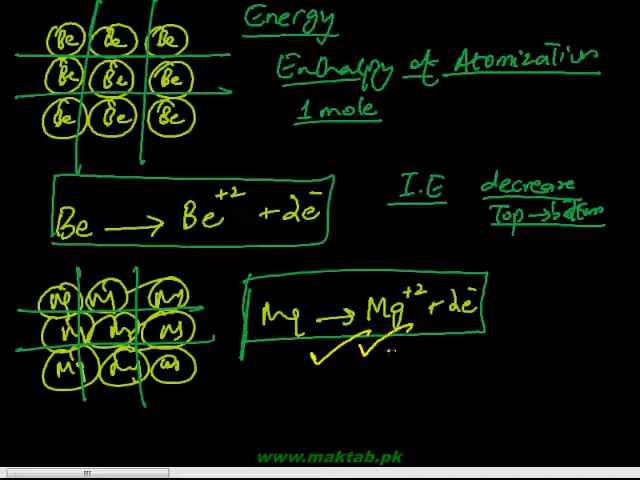 Energy
Be Be Be
Enthalpy of Atomization
Be Be Be
1 mole
Be Be Be
I.E decrease
Top → bottom
Be → Be+2 + 2e-
Mg → Mg+2 + 2e-
Mg
www.maktab.pk